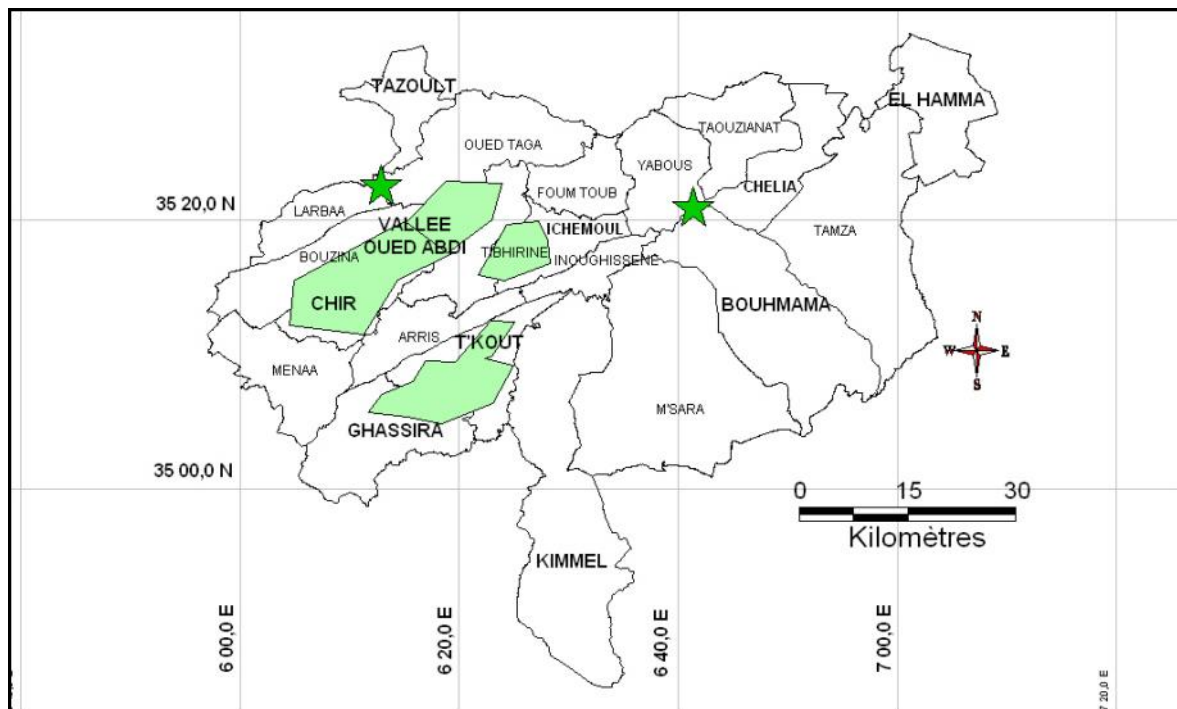 TAZOULT
EL HAMMA
OUED TAGA
TAOUZIANAT
YABOUS
FOUM TOUB
CHELIA
35 20,0 N
LARBAA
VALLEE
OUED ABDI
ICHEMOUL
TAMZA
BOUZINA
TIBHIRINE
INOUGHISSENE
CHIR
BOUHMAMA
ARRIS
T'KOUT
MENAA
N
W
E
S
M'SARA
GHASSIRA
35 00,0 N
0 15 30
Kilomètres
KIMMEL
6 00,0 E
6 20,0 E
6 40,0 E
7 00,0 E
7 20,0 E